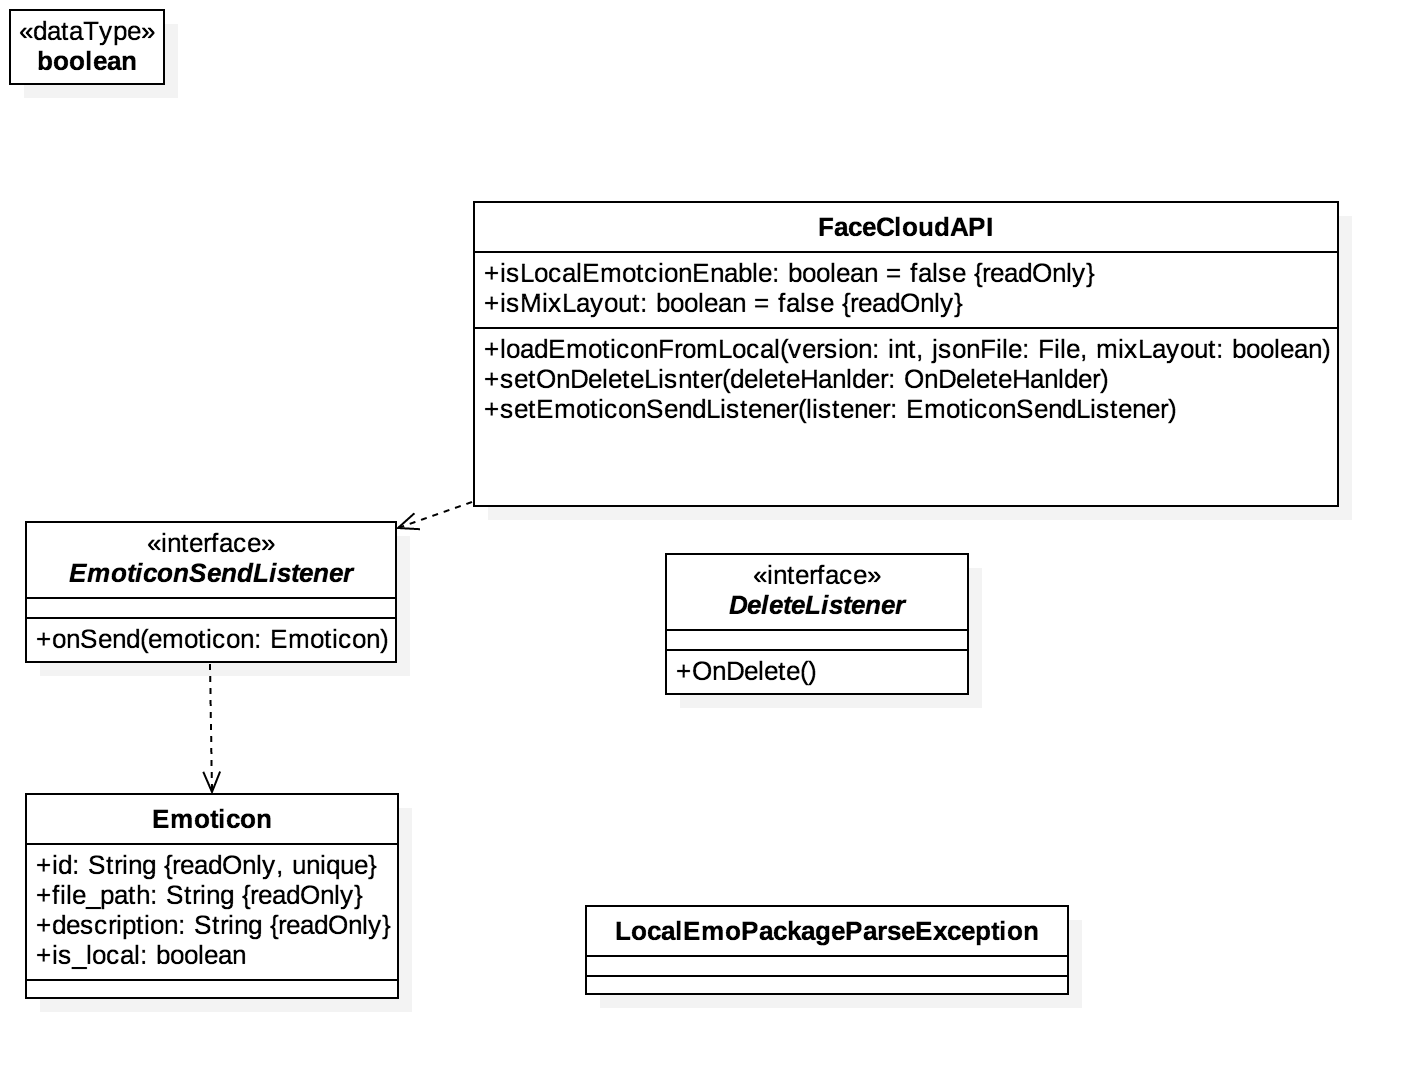 «dataType»
boolean
FaceCloudAPI
+isLocalEmotcionEnable: boolean = false {readOnly}
+isMixLayout: boolean = false {readOnly}
+loadEmoticonFromLocal(version: int, jsonFile: File, mixLayout: boolean)
+setOnDeleteLisnter(deleteHanlder: OnDeleteHanlder)
+setEmoticonSendListener(listener: EmoticonSendListener)
«interface»
EmoticonSendListener
+onSend(emoticon: Emoticon)
«interface»
DeleteListener
+OnDelete()
Emoticon
+id: String {readOnly, unique}
+file_path: String {readOnly}
+description: String {readOnly}
+is_local: boolean
LocalEmoPackageParseException